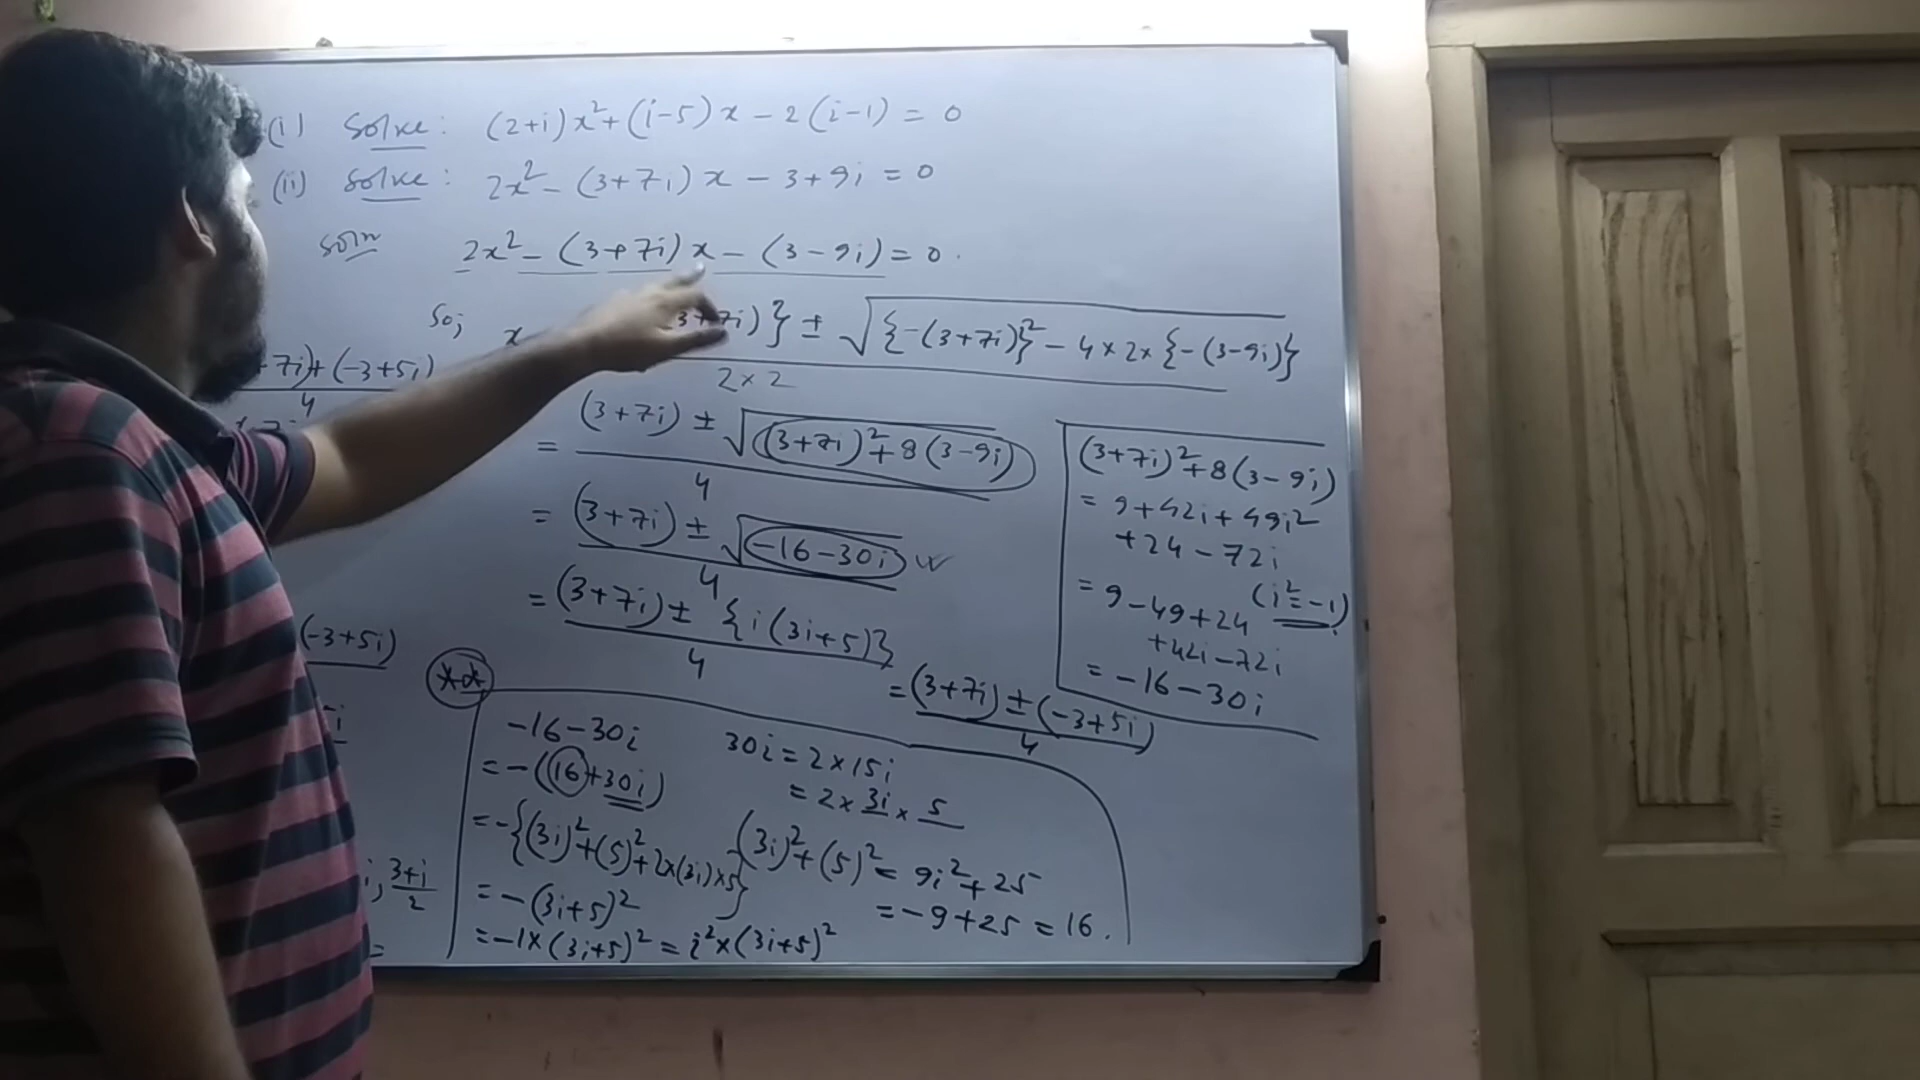 (i) Solve: (2+i)x²+(i-5)x-2(i-1)=0
(ii) Solve: 2x²-(3+7i)x-3+9i=0
Soln 2x²-(3+7i)x-(3-9i)=0.
So, x 7i)}±√{-(3+7i)}²-4×2×{-(3-9i)}
2×2
=(3+7i)±√(3+7i)²+8(3-9i)
4
=(3+7i)±√-16-30i
4
=(3+7i)±{i(3i+5)}
4
=(3+7i)±(-3+5i)
4
(3+7i)²+8(3-9i)
=9+42i+49i²
+24-72i
=9-49+24 (i²=-1)
+42i-72i
=-16-30i
7i)+(-3+5i)
4
(-3+5i)
3+i
2
**
-16-30i
=-(16+30i)
=-{(3i)²+(5)²+2×(3i)×5}
=-(3i+5)²
=-1×(3i+5)²=i²×(3i+5)²
30i=2×15i
=2×3i×5
(3i)²+(5)²=9i²+25
=-9+25=16.